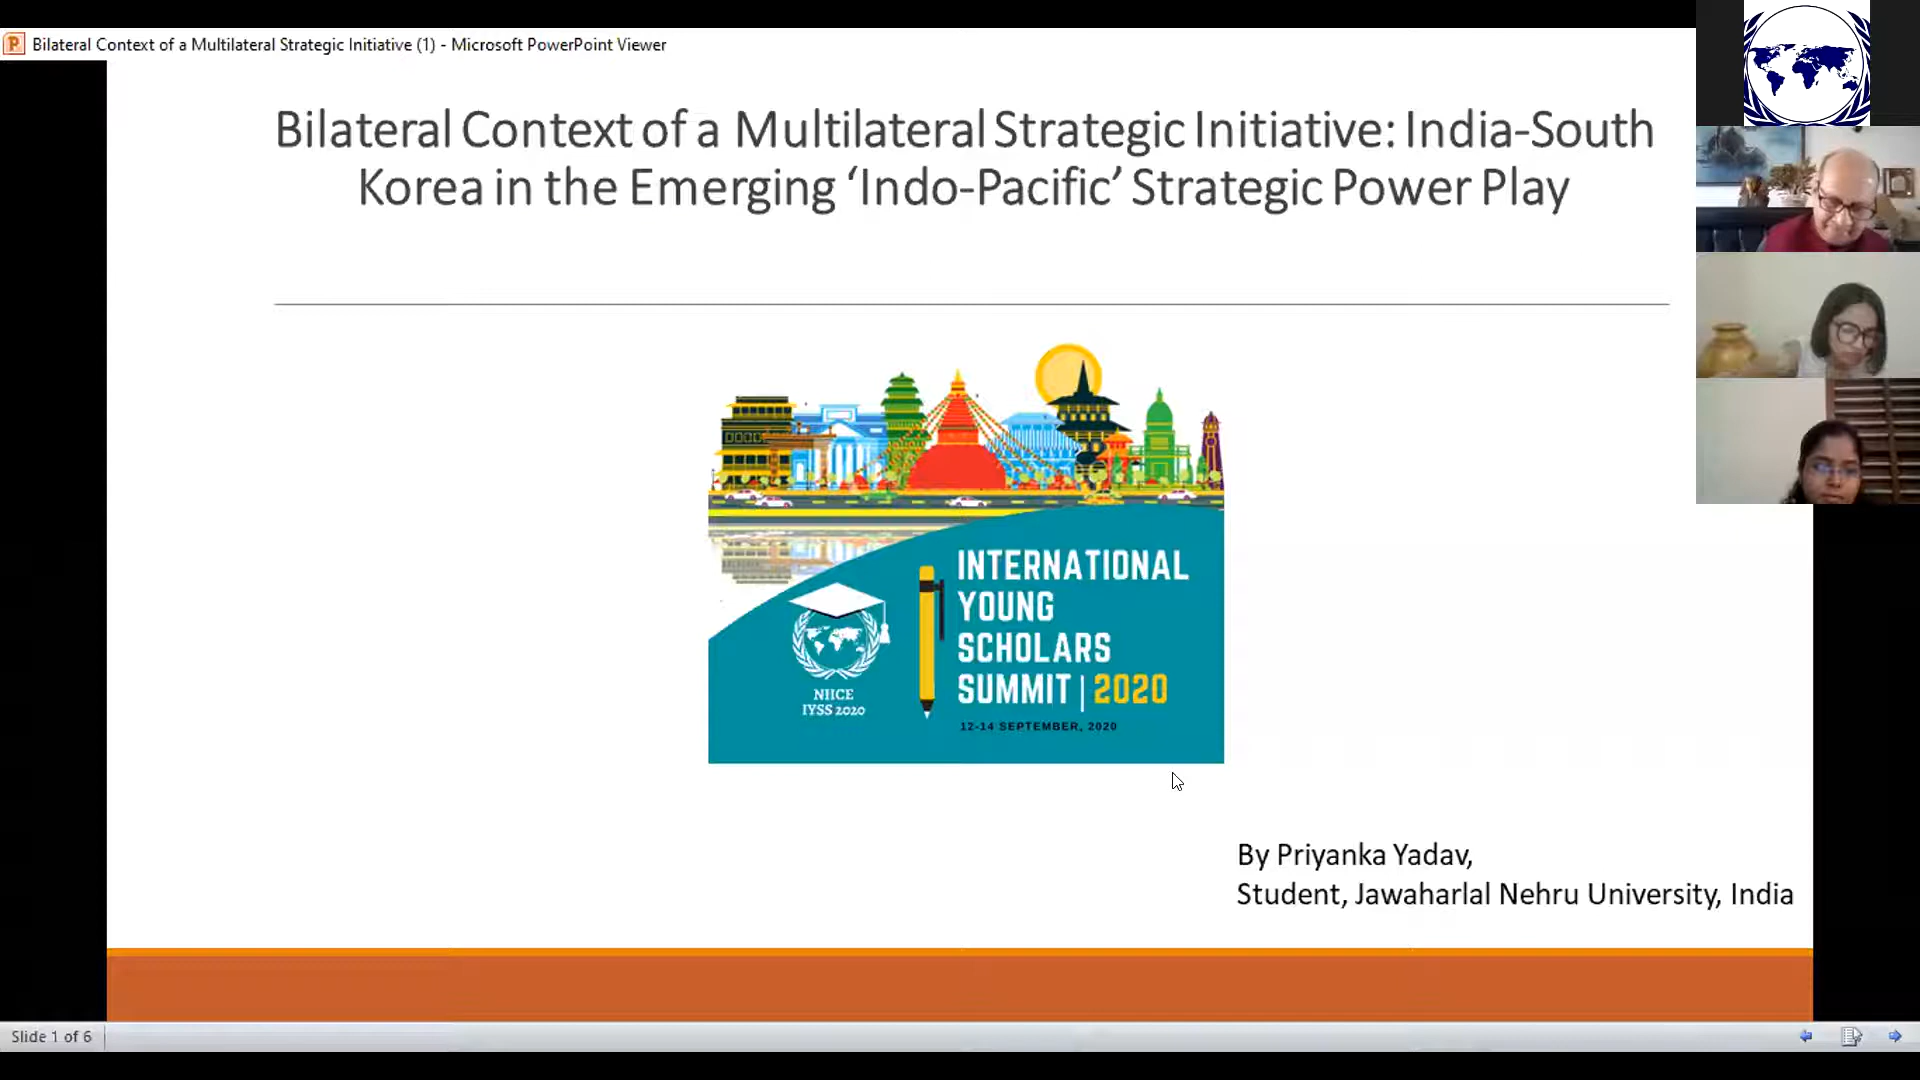 Bilateral Context of a Multilateral Strategic Initiative (1) - Microsoft PowerPoint Viewer
Bilateral Context of a Multilateral Strategic Initiative: India-South
Korea in the Emerging ‘Indo-Pacific’ Strategic Power Play
INTERNATIONAL
YOUNG
SCHOLARS
SUMMIT | 2020
12-14 SEPTEMBER, 2020
NIICE
IYSS 2020
By Priyanka Yadav,
Student, Jawaharlal Nehru University, India
Slide 1 of 6